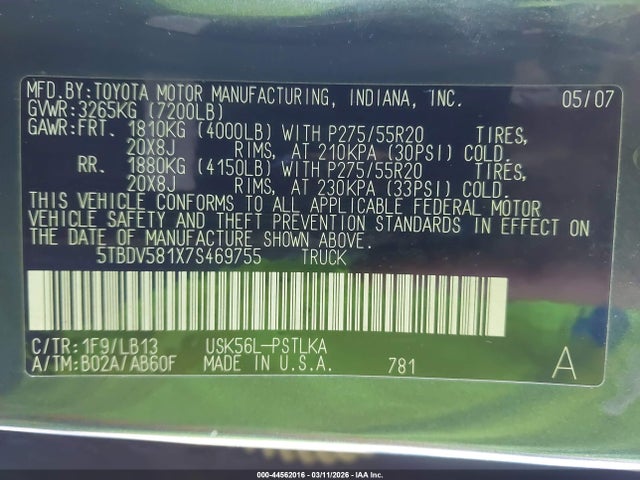 MFD.BY:TOYOTA MOTOR MANUFACTURING, INDIANA, INC. 05/07
GVWR:3265KG (7200LB)
GAWR:FRT. 1810KG (4000LB) WITH P275/55R20 TIRES,
20X8J RIMS, AT 210KPA (30PSI) COLD.
RR. 1880KG (4150LB) WITH P275/55R20 TIRES,
20X8J RIMS, AT 230KPA (33PSI) COLD.
THIS VEHICLE CONFORMS TO ALL APPLICABLE FEDERAL MOTOR
VEHICLE SAFETY AND THEFT PREVENTION STANDARDS IN EFFECT ON
THE DATE OF MANUFACTURE SHOWN ABOVE.
5TBDV581X7S469755 TRUCK
C/TR:1F9/LB13 USK56L-PSTLKA
A/TM:B02A/AB60F MADE IN U.S.A. 781 A
000-44562016 - 03/11/2026 - IAA Inc.